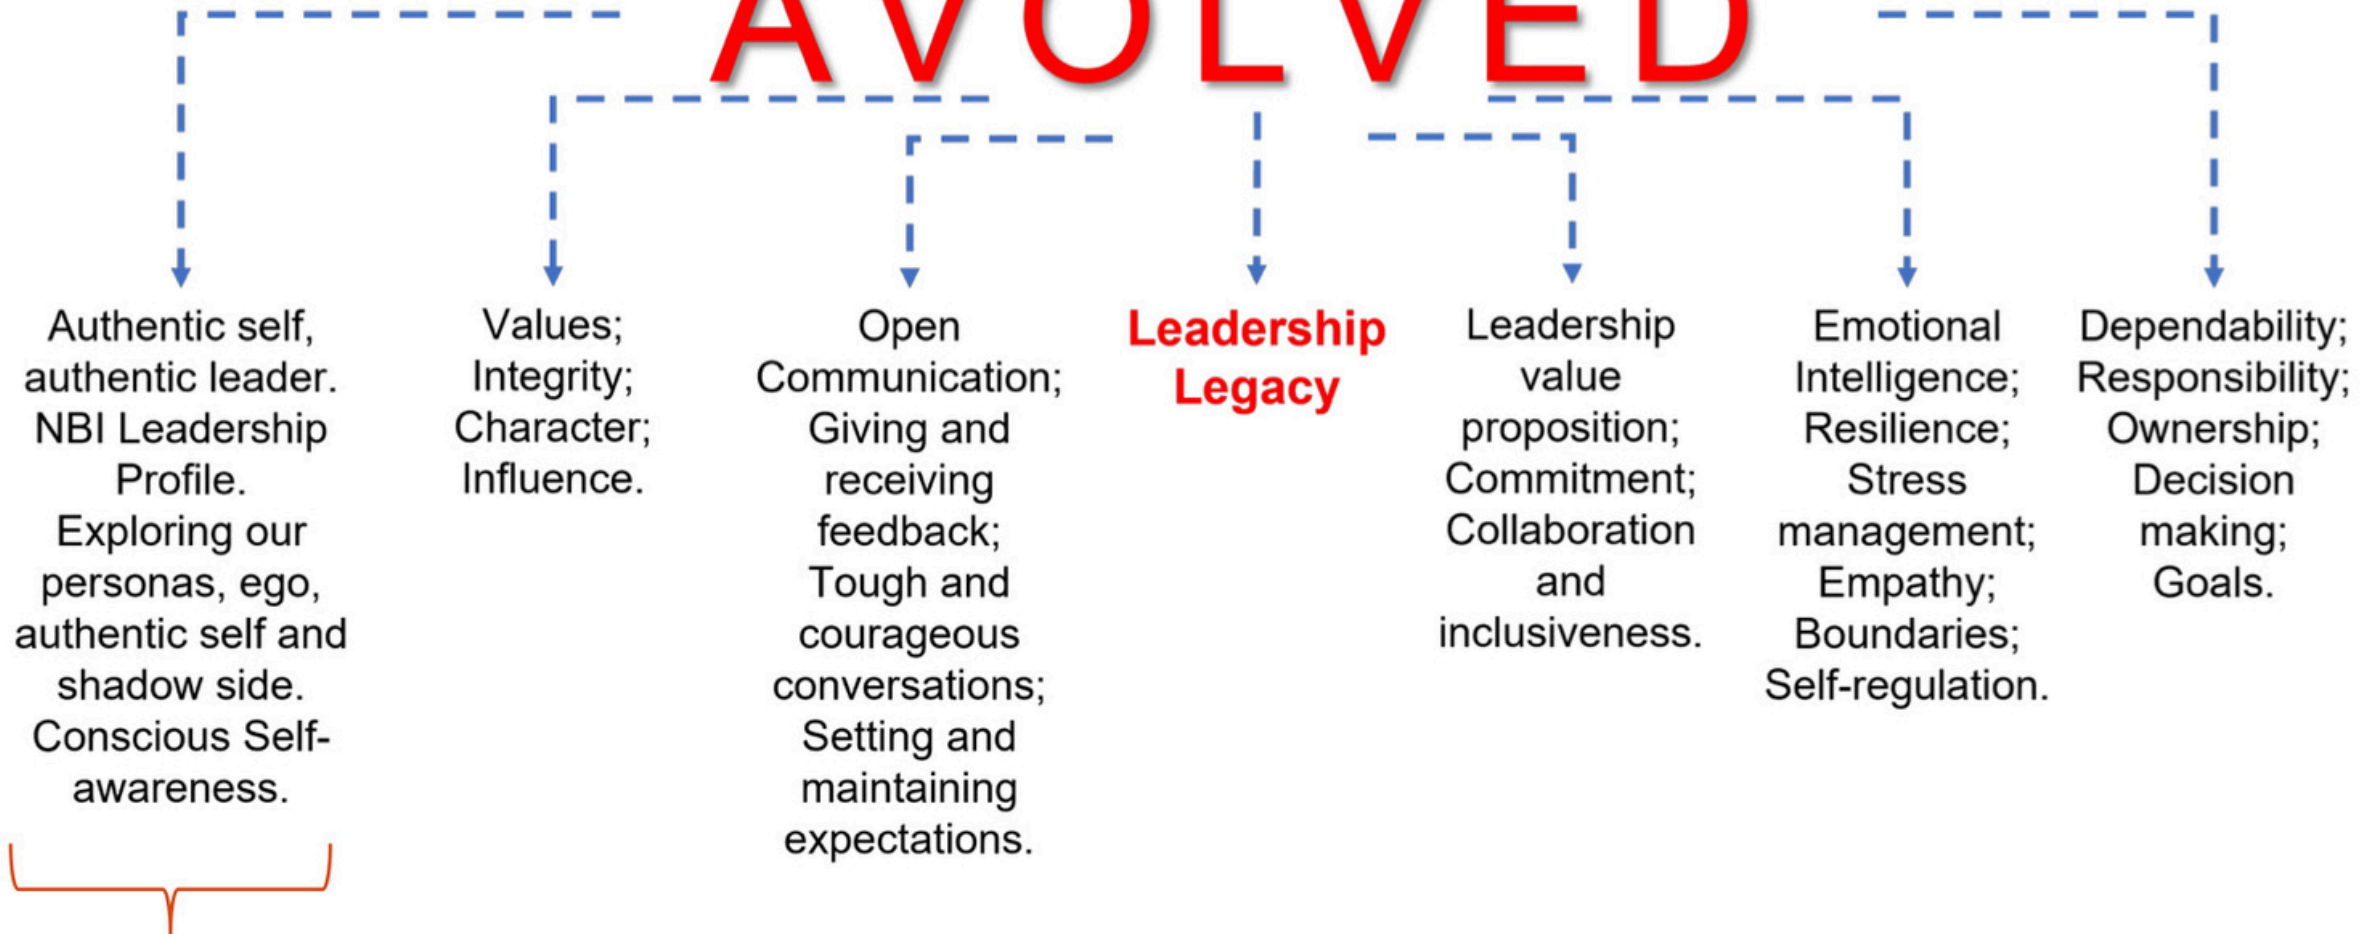 AVOLVED
Authentic self,
authentic leader.
NBI Leadership
Profile.
Exploring our
personas, ego,
authentic self and
shadow side.
Conscious Self-
awareness.
Values;
Integrity;
Character;
Influence.
Open
Communication;
Giving and
receiving
feedback;
Tough and
courageous
conversations;
Setting and
maintaining
expectations.
Leadership
Legacy
Leadership
value
proposition;
Commitment;
Collaboration
and
inclusiveness.
Emotional
Intelligence;
Resilience;
Stress
management;
Empathy;
Boundaries;
Self-regulation.
Dependability;
Responsibility;
Ownership;
Decision
making;
Goals.